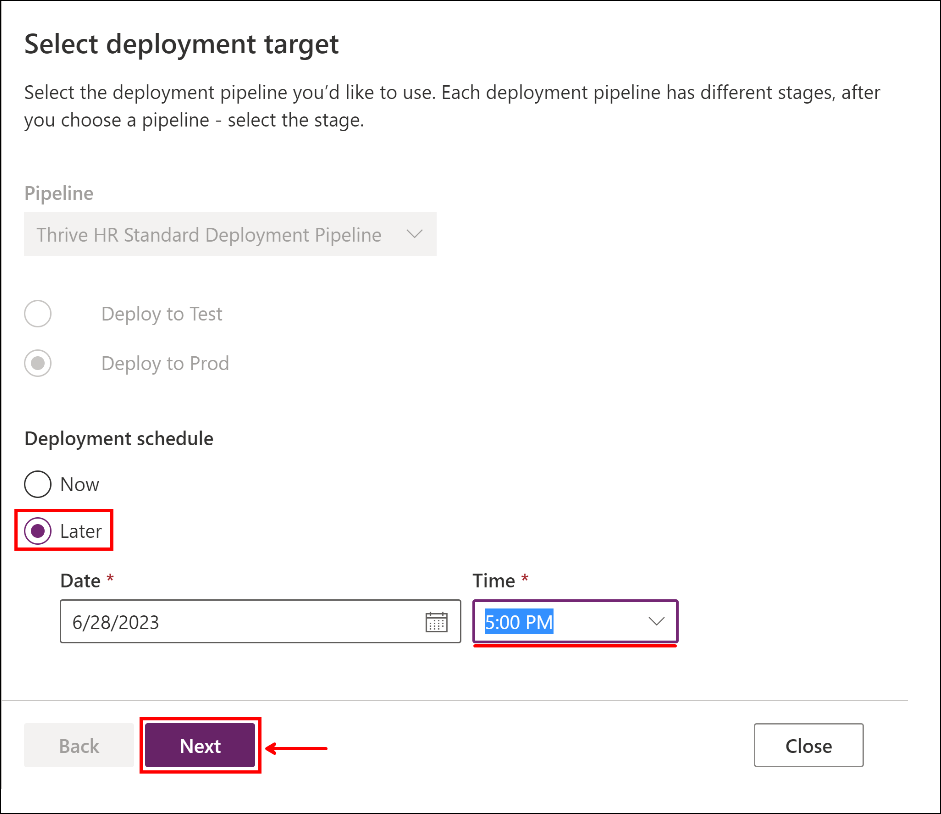 Select deployment target
Select the deployment pipeline you’d like to use. Each deployment pipeline has different stages, after
you choose a pipeline - select the stage.
Pipeline
Thrive HR Standard Deployment Pipeline
Deploy to Test
Deploy to Prod
Deployment schedule
Now
Later
Date * Time *
6/28/2023 5:00 PM
Back Next Close